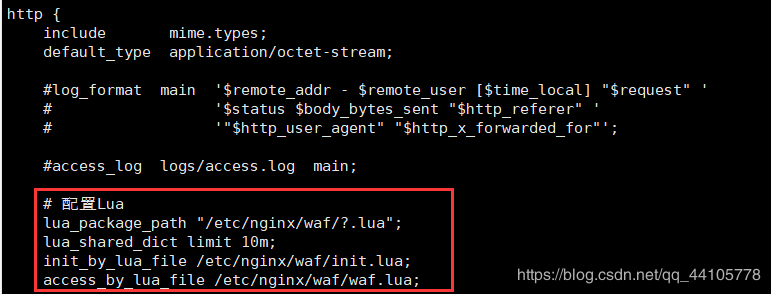 http {
    include       mime.types;
    default_type  application/octet-stream;

    #log_format  main  '$remote_addr - $remote_user [$time_local] "$request" '
    #                  '$status $body_bytes_sent "$http_referer" '
    #                  '"$http_user_agent" "$http_x_forwarded_for"';

    #access_log  logs/access.log  main;

    # 配置Lua
    lua_package_path "/etc/nginx/waf/?.lua";
    lua_shared_dict limit 10m;
    init_by_lua_file /etc/nginx/waf/init.lua;
    access_by_lua_file /etc/nginx/waf/waf.lua;
https://blog.csdn.net/qq_44105778